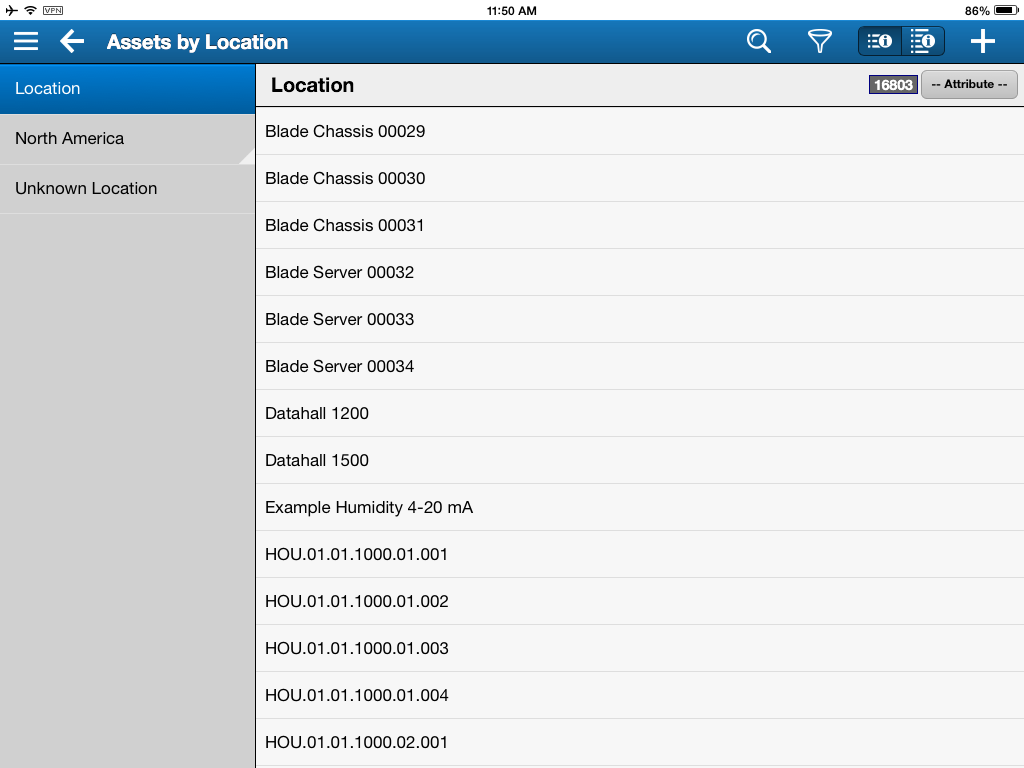 VPN 11:50 AM 86%
Assets by Location
Location
North America
Unknown Location
Location 16803 -- Attribute --
Blade Chassis 00029
Blade Chassis 00030
Blade Chassis 00031
Blade Server 00032
Blade Server 00033
Blade Server 00034
Datahall 1200
Datahall 1500
Example Humidity 4-20 mA
HOU.01.01.1000.01.001
HOU.01.01.1000.01.002
HOU.01.01.1000.01.003
HOU.01.01.1000.01.004
HOU.01.01.1000.02.001